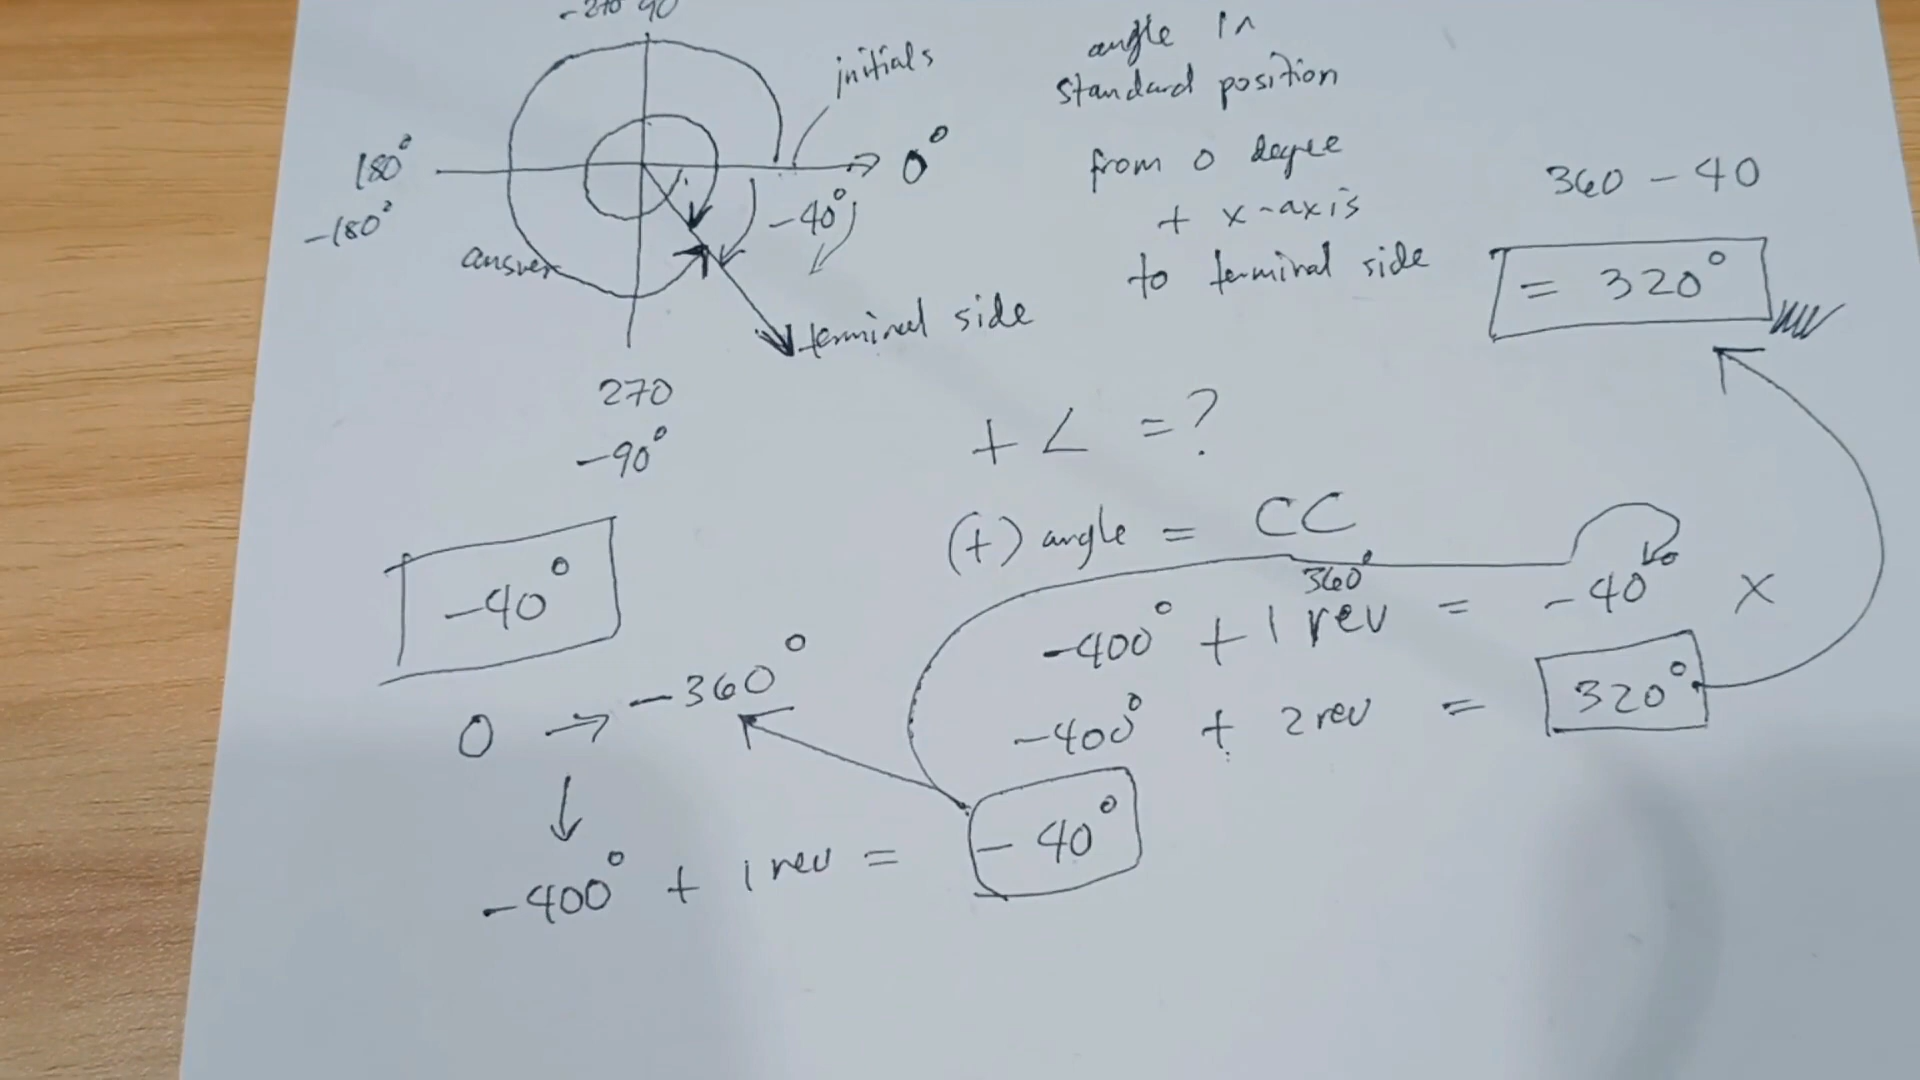 -270 90
initials
180°
0°
-180°
-40°
answer
terminal side
270
-90°
angle in
standard position
from 0 degree
+ x-axis
to terminal side
360 - 40
= 320°
+ ∠ = ?
(+) angle = CC
360°
-400° + 1 rev = -40° X
-400° + 2 rev = 320°
-40°
0 → -360°
-400° + 1 rev = -40°